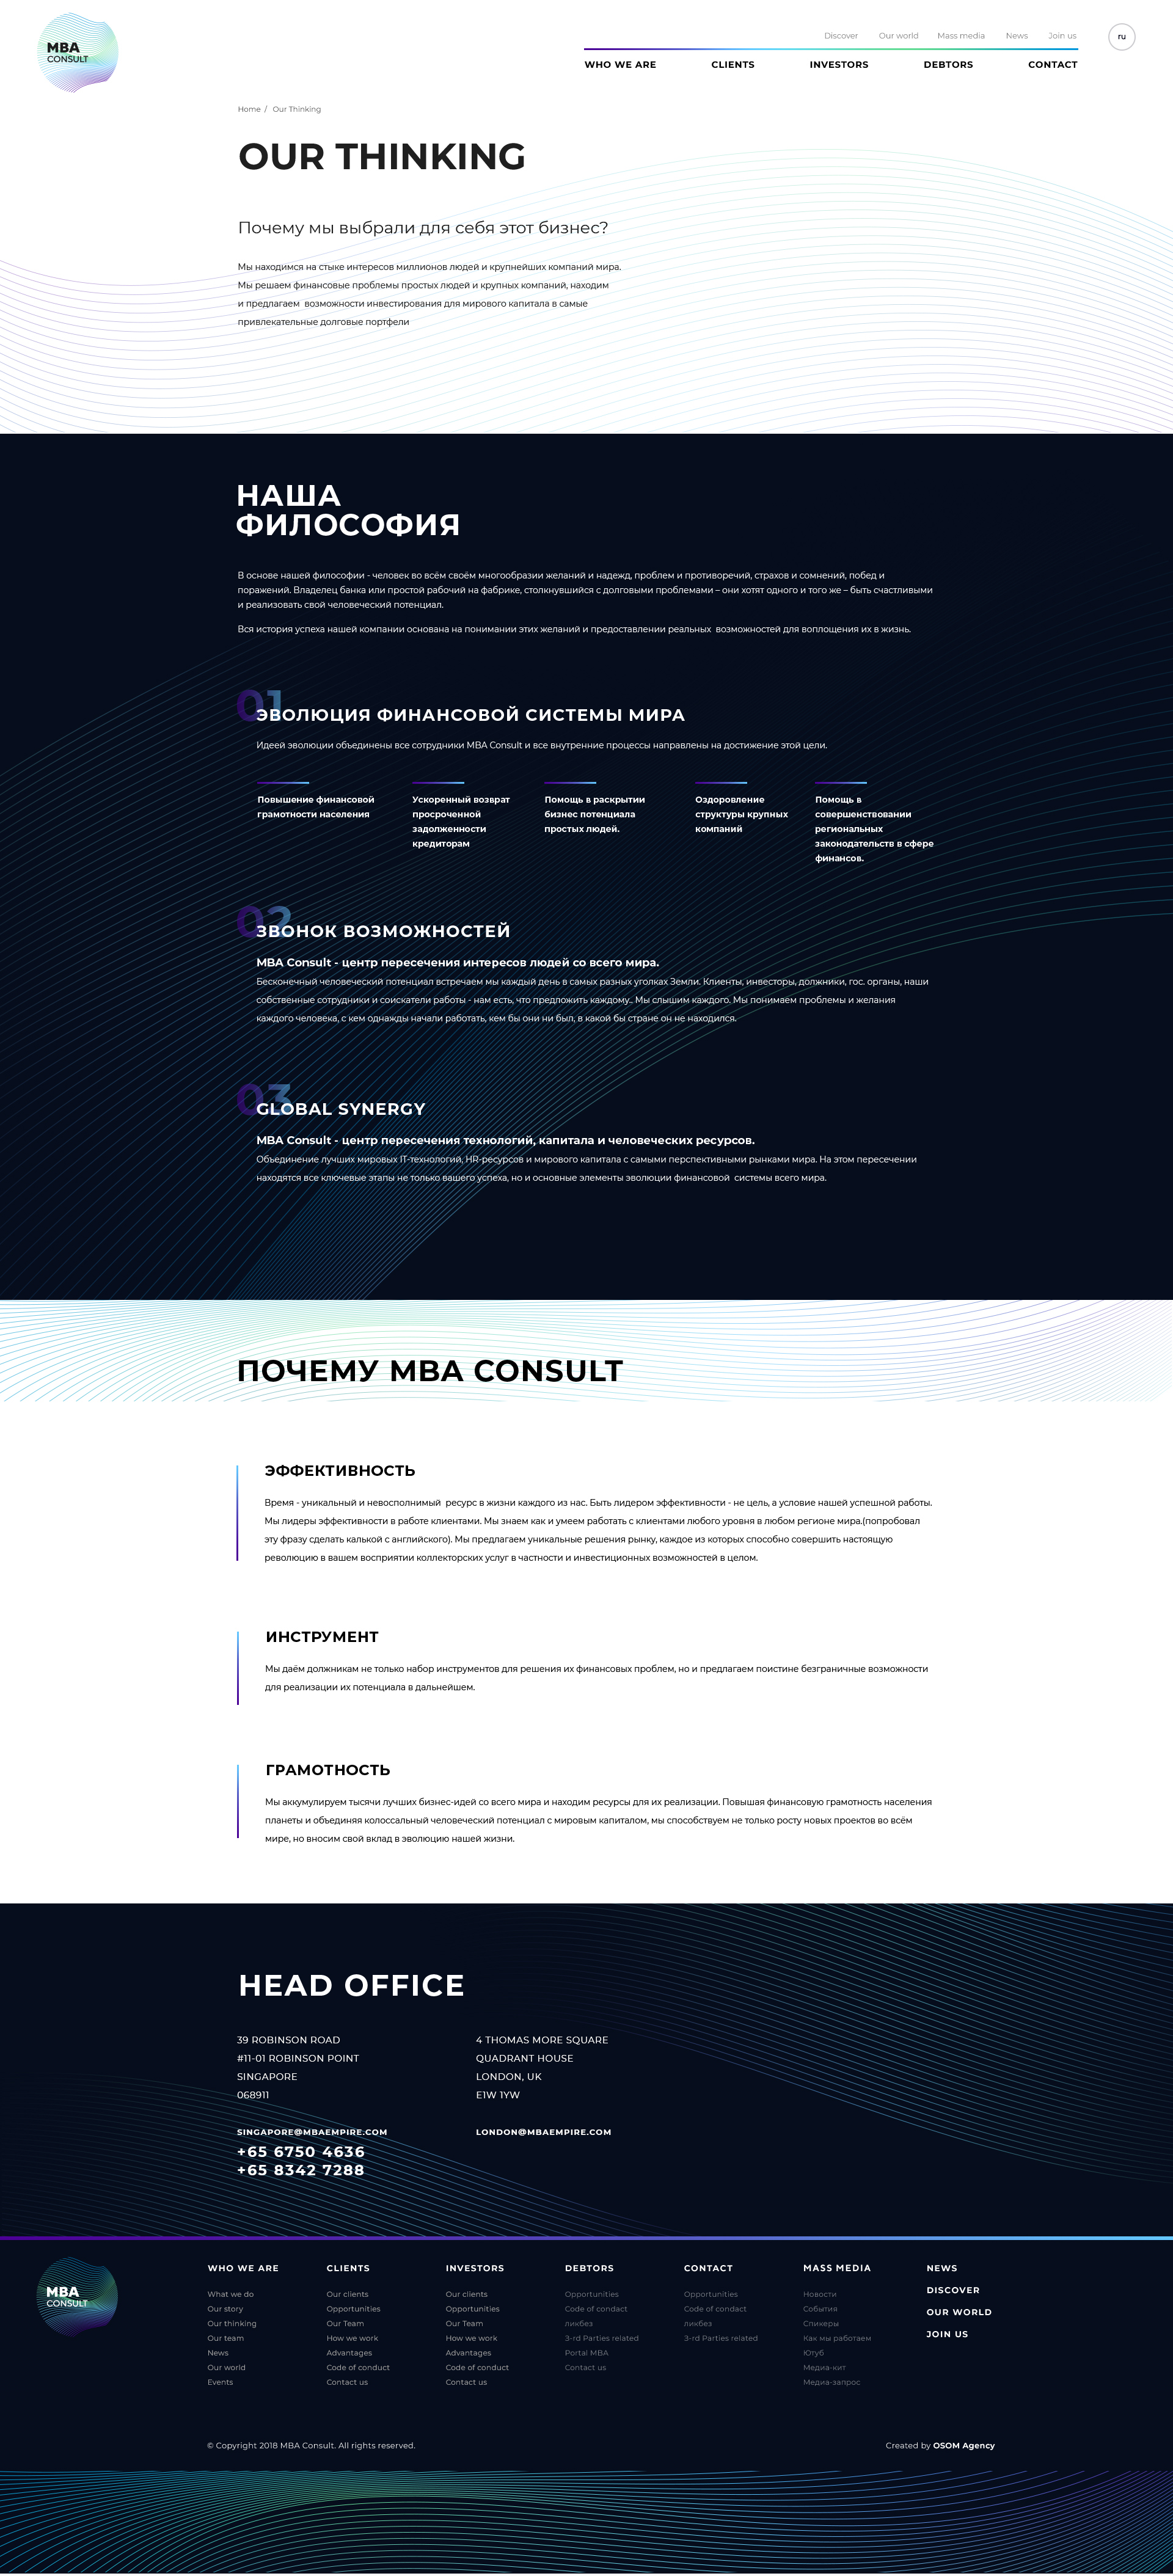 MBA
CONSULT
Discover Our world Mass media News Join us
ru
WHO WE ARE CLIENTS INVESTORS DEBTORS CONTACT
Home / Our Thinking
OUR THINKING
Почему мы выбрали для себя этот бизнес?
Мы находимся на стыке интересов миллионов людей и крупнейших компаний мира.
Мы решаем финансовые проблемы простых людей и крупных компаний, находим
и предлагаем возможности инвестирования для мирового капитала в самые
привлекательные долговые портфели
НАША
ФИЛОСОФИЯ
В основе нашей философии - человек во всём своём многообразии желаний и надежд, проблем и противоречий, страхов и сомнений, побед и
поражений. Владелец банка или простой рабочий на фабрике, столкнувшийся с долговыми проблемами – они хотят одного и того же – быть счастливыми
и реализовать свой человеческий потенциал.
Вся история успеха нашей компании основана на понимании этих желаний и предоставлении реальных возможностей для воплощения их в жизнь.
01
ЭВОЛЮЦИЯ ФИНАНСОВОЙ СИСТЕМЫ МИРА
Идеей эволюции объединены все сотрудники MBA Consult и все внутренние процессы направлены на достижение этой цели.
Повышение финансовой
грамотности населения
Ускоренный возврат
просроченной
задолженности
кредиторам
Помощь в раскрытии
бизнес потенциала
простых людей.
Оздоровление
структуры крупных
компаний
Помощь в
совершенствовании
региональных
законодательств в сфере
финансов.
02
ЗВОНОК ВОЗМОЖНОСТЕЙ
MBA Consult - центр пересечения интересов людей со всего мира.
Бесконечный человеческий потенциал встречаем мы каждый день в самых разных уголках Земли. Клиенты, инвесторы, должники, гос. органы, наши
собственные сотрудники и соискатели работы - нам есть, что предложить каждому.. Мы слышим каждого. Мы понимаем проблемы и желания
каждого человека, с кем однажды начали работать, кем бы они ни был, в какой бы стране он не находился.
03
GLOBAL SYNERGY
MBA Consult - центр пересечения технологий, капитала и человеческих ресурсов.
Объединение лучших мировых IT-технологий, HR-ресурсов и мирового капитала с самыми перспективными рынками мира. На этом пересечении
находятся все ключевые этапы не только вашего успеха, но и основные элементы эволюции финансовой системы всего мира.
ПОЧЕМУ MBA CONSULT
ЭФФЕКТИВНОСТЬ
Время - уникальный и невосполнимый ресурс в жизни каждого из нас. Быть лидером эффективности - не цель, а условие нашей успешной работы.
Мы лидеры эффективности в работе клиентами. Мы знаем как и умеем работать с клиентами любого уровня в любом регионе мира.(попробовал
эту фразу сделать калькой с английского). Мы предлагаем уникальные решения рынку, каждое из которых способно совершить настоящую
революцию в вашем восприятии коллекторских услуг в частности и инвестиционных возможностей в целом.
ИНСТРУМЕНТ
Мы даём должникам не только набор инструментов для решения их финансовых проблем, но и предлагаем поистине безграничные возможности
для реализации их потенциала в дальнейшем.
ГРАМОТНОСТЬ
Мы аккумулируем тысячи лучших бизнес-идей со всего мира и находим ресурсы для их реализации. Повышая финансовую грамотность населения
планеты и объединяя колоссальный человеческий потенциал с мировым капиталом, мы способствуем не только росту новых проектов во всём
мире, но вносим свой вклад в эволюцию нашей жизни.
HEAD OFFICE
39 ROBINSON ROAD
#11-01 ROBINSON POINT
SINGAPORE
068911
SINGAPORE@MBAEMPIRE.COM
+65 6750 4636
+65 8342 7288
4 THOMAS MORE SQUARE
QUADRANT HOUSE
LONDON, UK
E1W 1YW
LONDON@MBAEMPIRE.COM
MBA
CONSULT
WHO WE ARE
What we do
Our story
Our thinking
Our team
News
Our world
Events
CLIENTS
Our clients
Opportunities
Our Team
How we work
Advantages
Code of conduct
Contact us
INVESTORS
Our clients
Opportunities
Our Team
How we work
Advantages
Code of conduct
Contact us
DEBTORS
Opportunities
Code of condact
ликбез
3-rd Parties related
Portal MBA
Contact us
CONTACT
Opportunities
Code of condact
ликбез
3-rd Parties related
MASS MEDIA
Новости
События
Спикеры
Как мы работаем
Ютуб
Медиа-кит
Медиа-запрос
NEWS
DISCOVER
OUR WORLD
JOIN US
© Copyright 2018 MBA Consult. All rights reserved.
Created by OSOM Agency